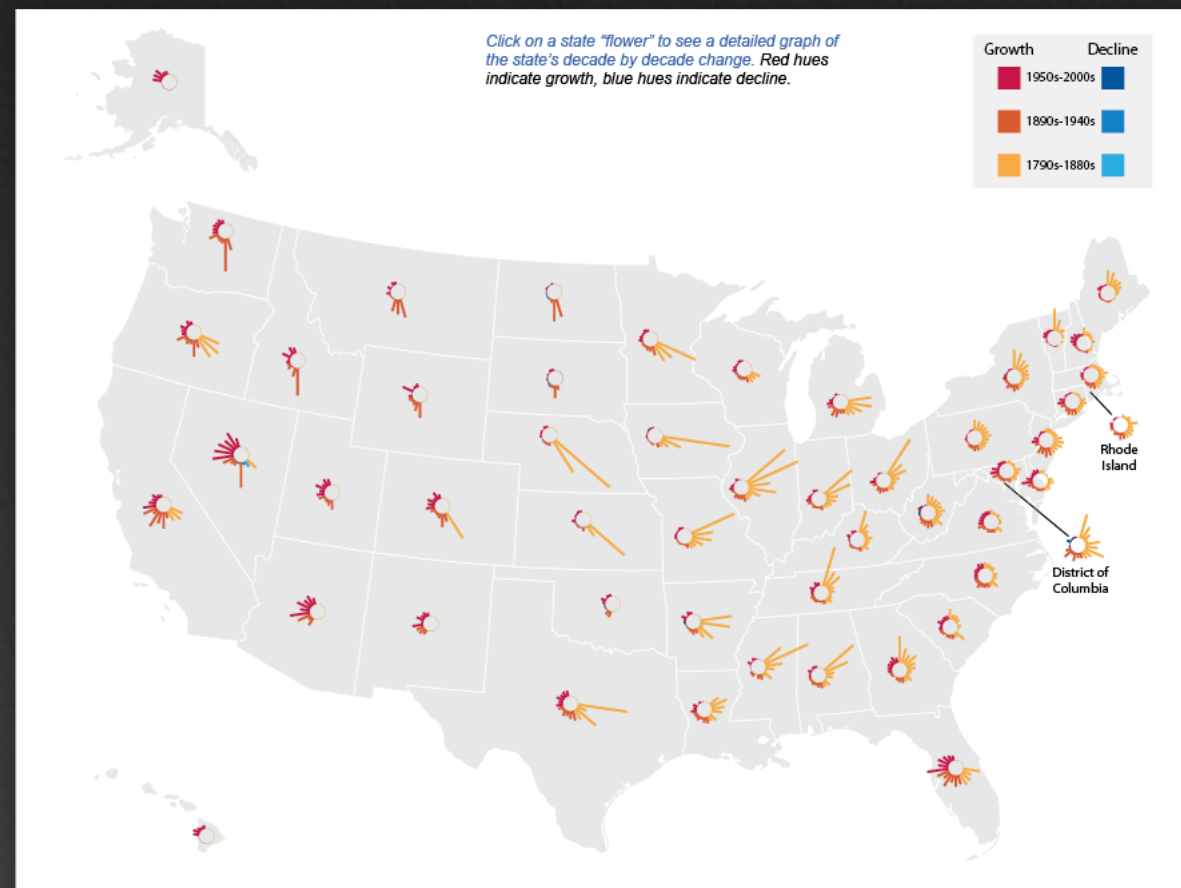 Click on a state “flower” to see a detailed graph of
the state’s decade by decade change. Red hues
indicate growth, blue hues indicate decline.
Growth Decline
1950s-2000s
1890s-1940s
1790s-1880s
Rhode
Island
District of
Columbia